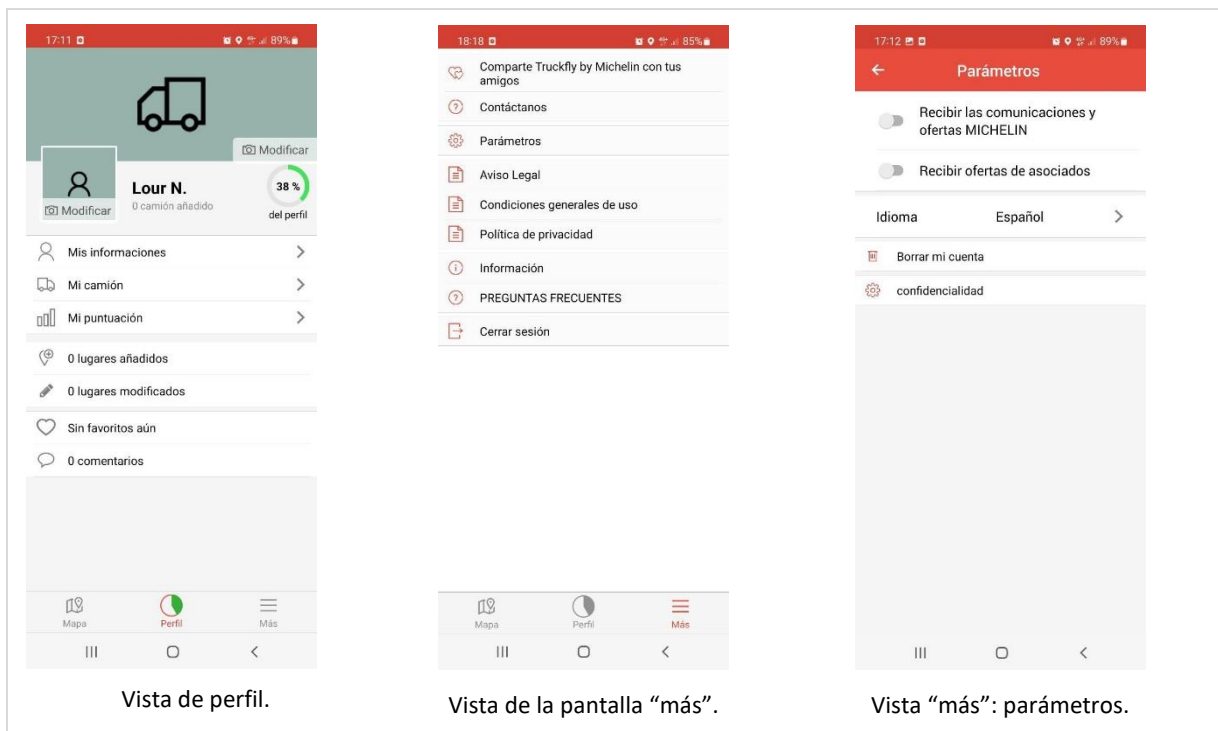 17:11
89%
Modificar
Modificar
Lour N.
0 camión añadido
38 %
del perfil
Mis informaciones
Mi camión
Mi puntuación
0 lugares añadidos
0 lugares modificados
Sin favoritos aún
0 comentarios
Mapa
Perfil
Más
Vista de perfil.
18:18
85%
Comparte Truckfly by Michelin con tus
amigos
Contáctanos
Parámetros
Aviso Legal
Condiciones generales de uso
Política de privacidad
Información
PREGUNTAS FRECUENTES
Cerrar sesión
Mapa
Perfil
Más
Vista de la pantalla “más”.
17:12
89%
Parámetros
Recibir las comunicaciones y
ofertas MICHELIN
Recibir ofertas de asociados
Idioma Español
Borrar mi cuenta
confidencialidad
Vista “más”: parámetros.